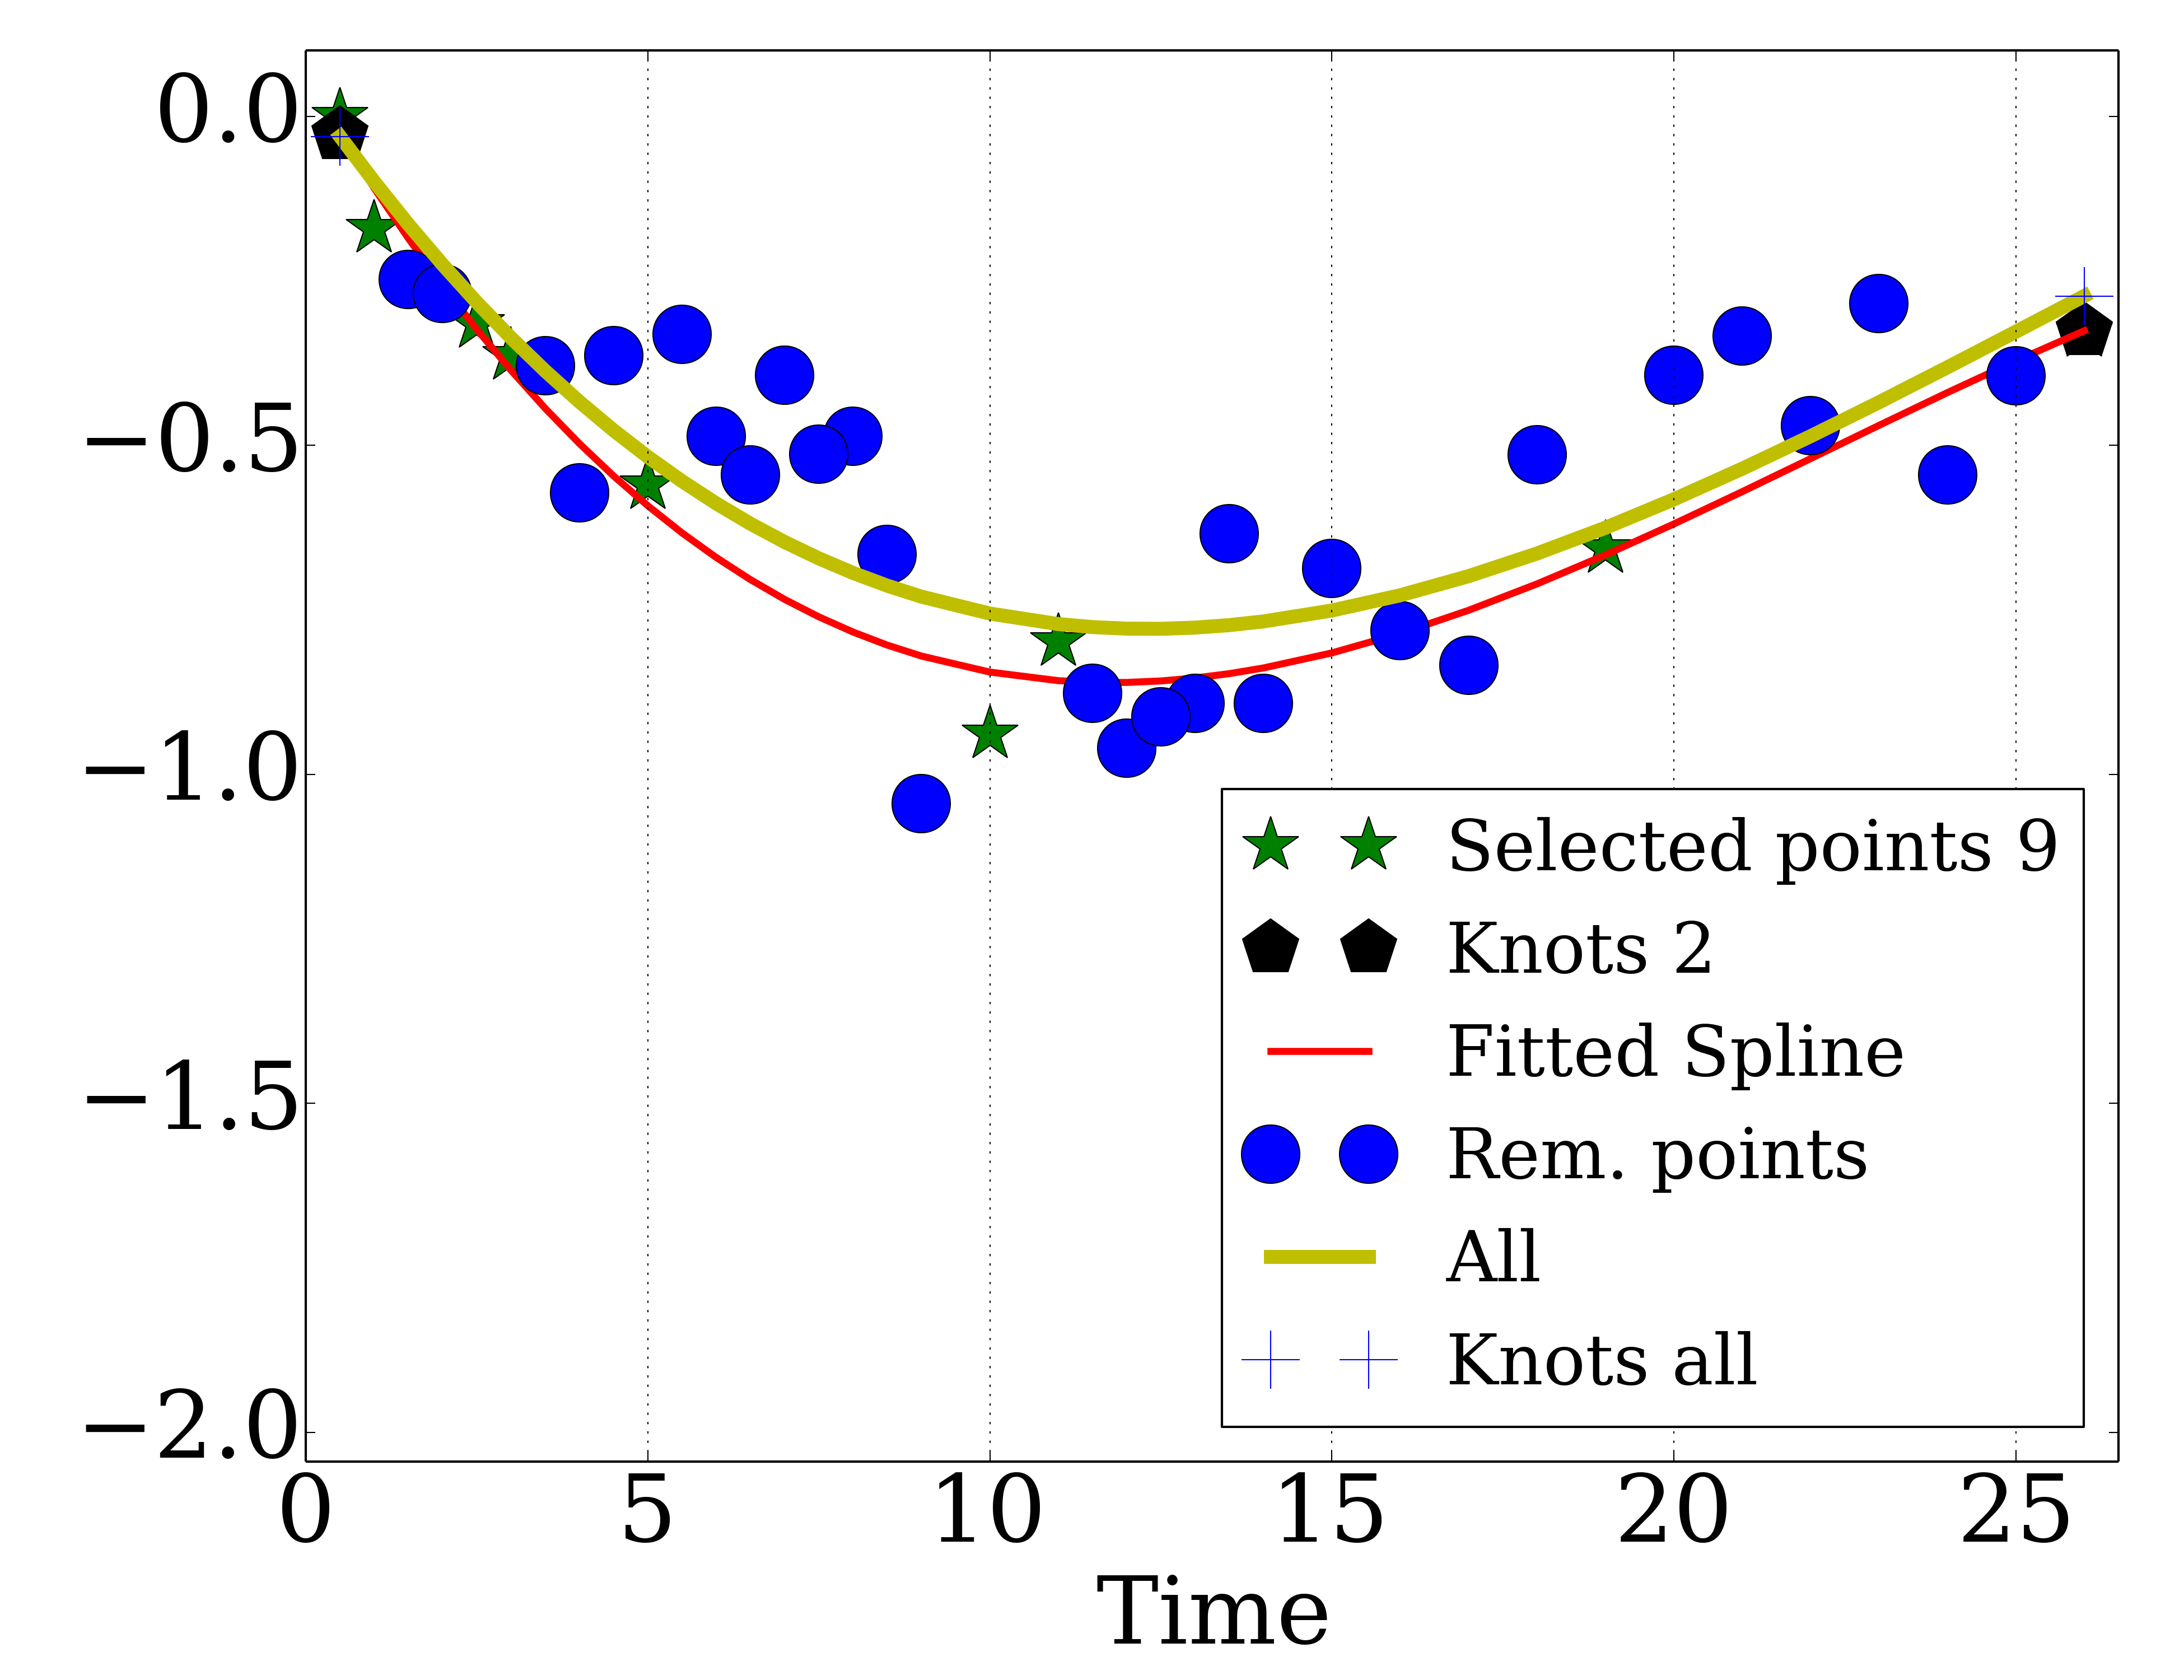 0.0
−0.5
−1.0
−1.5
−2.0
0 5 10 15 20 25
Time
Selected points 9
Knots 2
Fitted Spline
Rem. points
All
Knots all